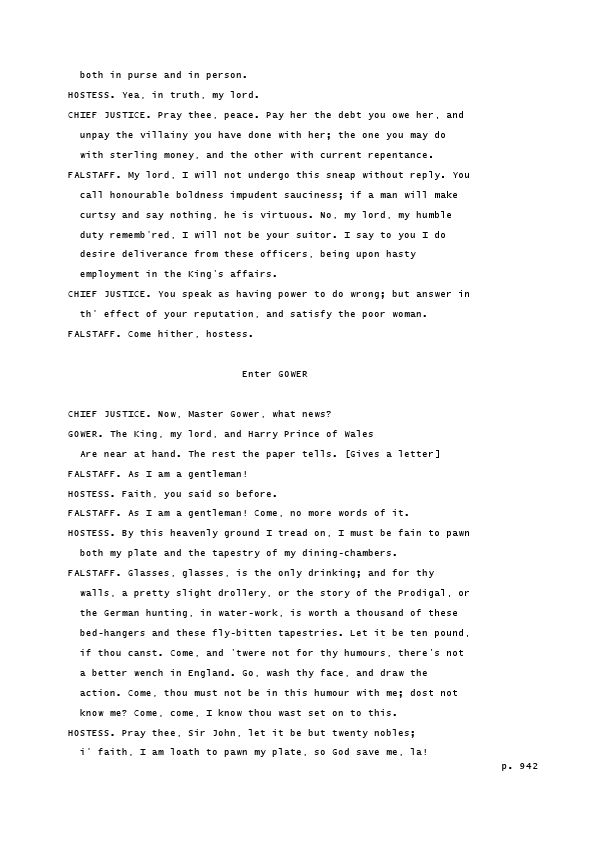 both in purse and in person.
HOSTESS. Yea, in truth, my lord.
CHIEF JUSTICE. Pray thee, peace. Pay her the debt you owe her, and
unpay the villainy you have done with her; the one you may do
with sterling money, and the other with current repentance.
FALSTAFF. My lord, I will not undergo this sneap without reply. You
call honourable boldness impudent sauciness; if a man will make
curtsy and say nothing, he is virtuous. No, my lord, my humble
duty rememb'red, I will not be your suitor. I say to you I do
desire deliverance from these officers, being upon hasty
employment in the King's affairs.
CHIEF JUSTICE. You speak as having power to do wrong; but answer in
th' effect of your reputation, and satisfy the poor woman.
FALSTAFF. Come hither, hostess.
Enter GOWER
CHIEF JUSTICE. Now, Master Gower, what news?
GOWER. The King, my lord, and Harry Prince of Wales
Are near at hand. The rest the paper tells. [Gives a letter]
FALSTAFF. As I am a gentleman!
HOSTESS. Faith, you said so before.
FALSTAFF. As I am a gentleman! Come, no more words of it.
HOSTESS. By this heavenly ground I tread on, I must be fain to pawn
both my plate and the tapestry of my dining-chambers.
FALSTAFF. Glasses, glasses, is the only drinking; and for thy
walls, a pretty slight drollery, or the story of the Prodigal, or
the German hunting, in water-work, is worth a thousand of these
bed-hangers and these fly-bitten tapestries. Let it be ten pound,
if thou canst. Come, and 'twere not for thy humours, there's not
a better wench in England. Go, wash thy face, and draw the
action. Come, thou must not be in this humour with me; dost not
know me? Come, come, I know thou wast set on to this.
HOSTESS. Pray thee, Sir John, let it be but twenty nobles;
i' faith, I am loath to pawn my plate, so God save me, la!
p. 942